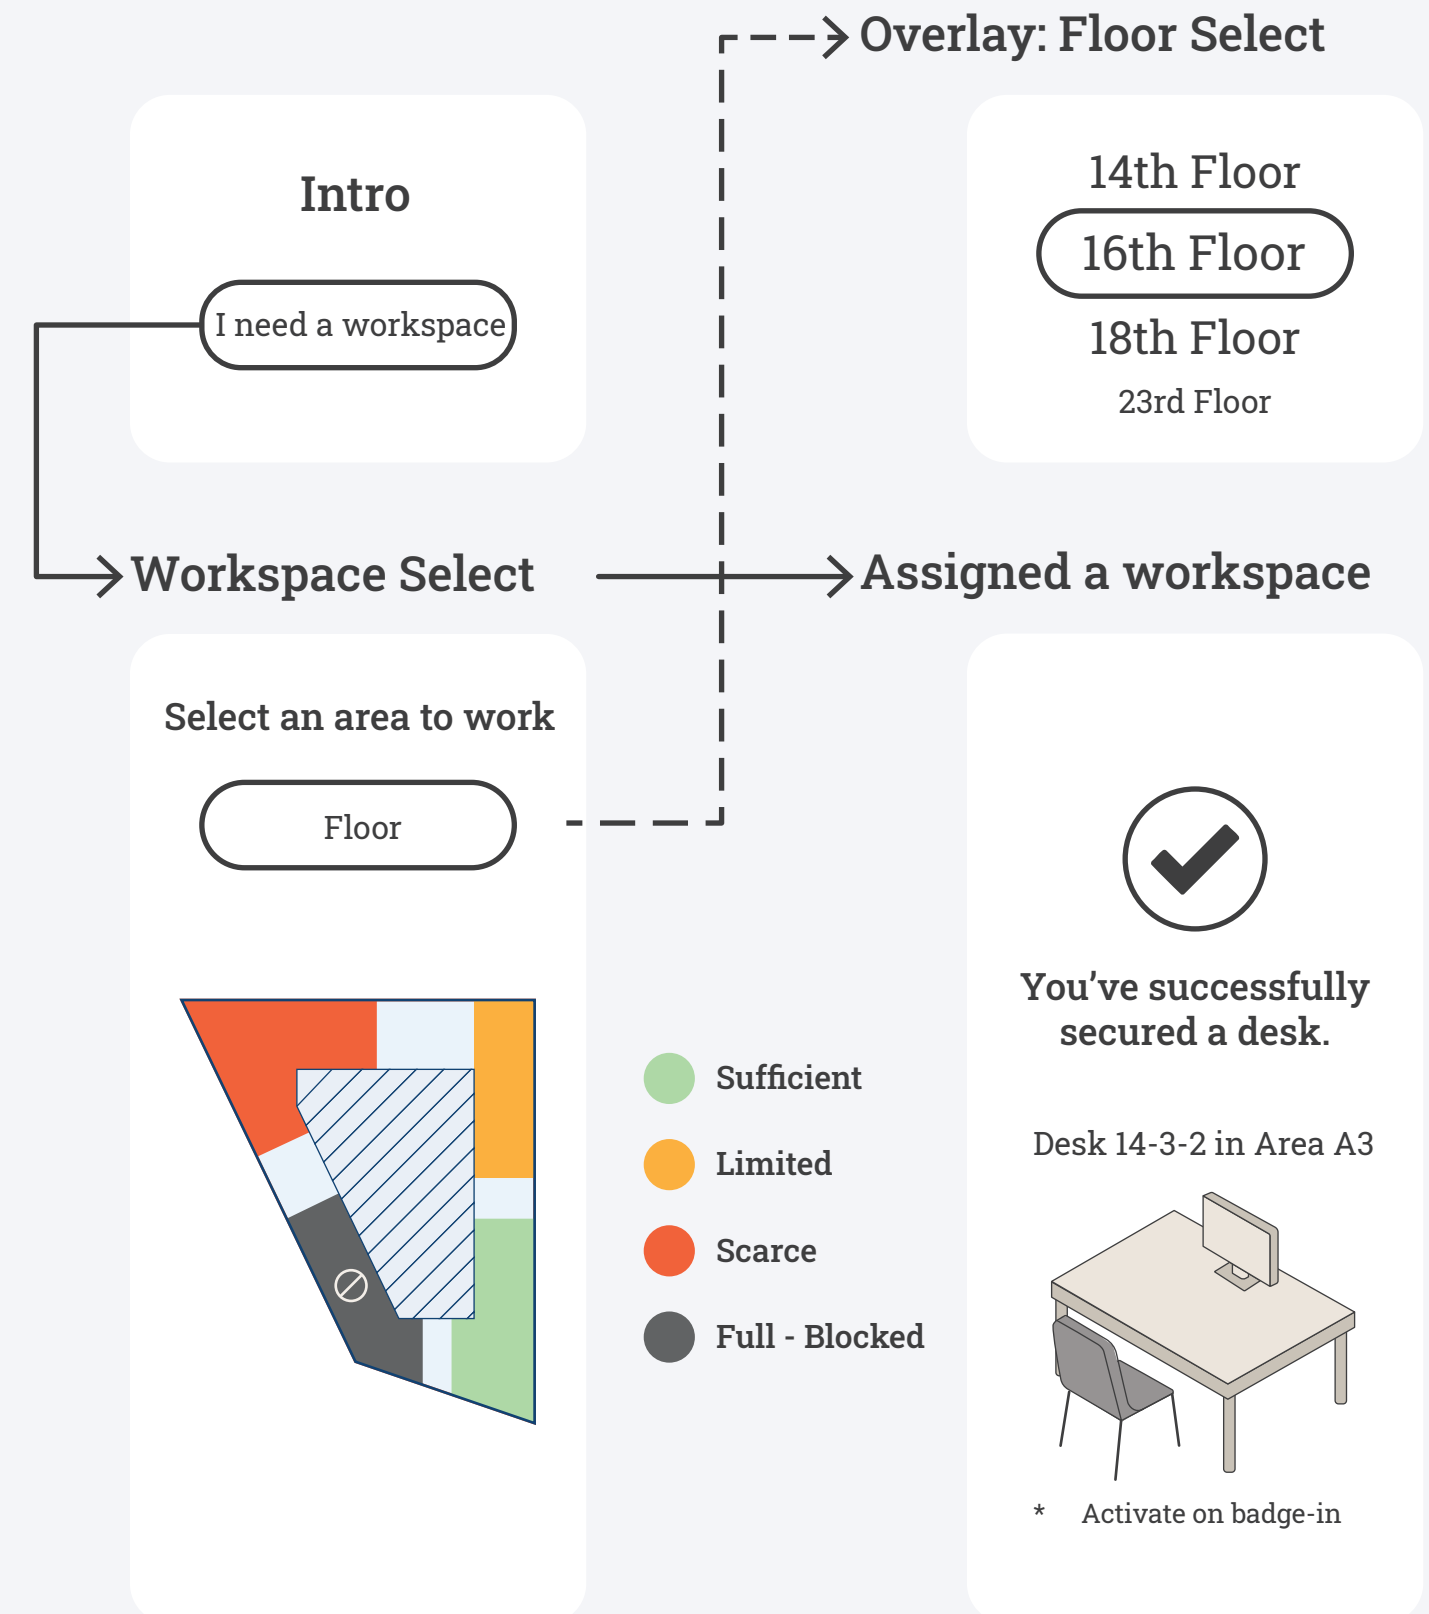 Overlay: Floor Select
Intro
I need a workspace
14th Floor
16th Floor
18th Floor
23rd Floor
Workspace Select
Assigned a workspace
Select an area to work
Floor
Sufficient
Limited
Scarce
Full - Blocked
You’ve successfully
secured a desk.
Desk 14-3-2 in Area A3
* Activate on badge-in